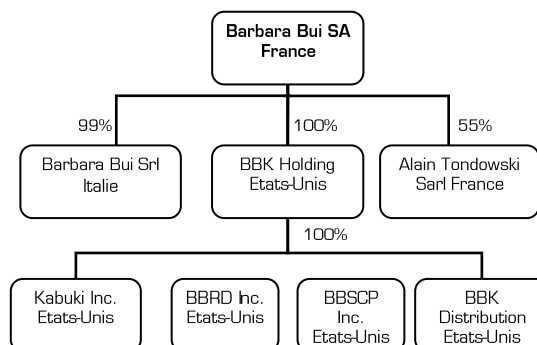 Barbara Bui SA
France
99%
100%
55%
Barbara Bui Srl
Italie
BBK Holding
Etats-Unis
Alain Tondowski
Sarl France
100%
Kabuki Inc.
Etats-Unis
BBRD Inc.
Etats-Unis
BBSCP
Inc.
Etats-Unis
BBK
Distribution
Etats-Unis